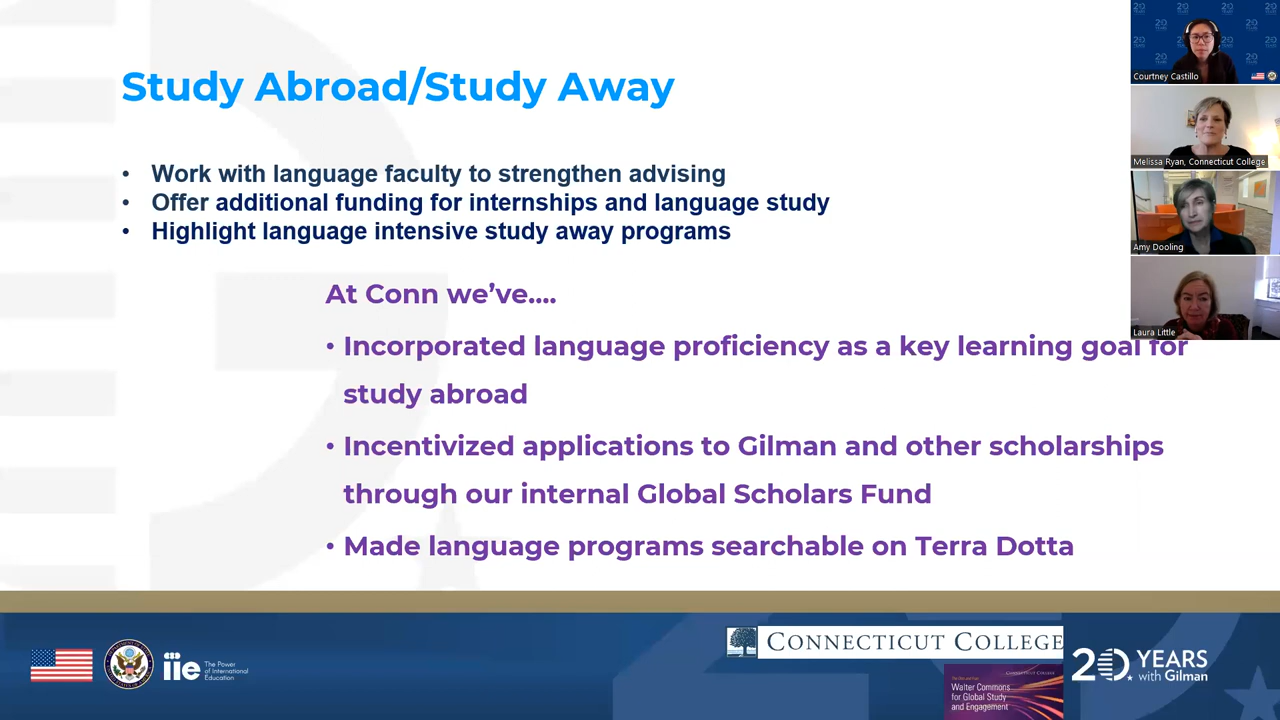 Study Abroad/Study Away
• Work with language faculty to strengthen advising
• Offer additional funding for internships and language study
• Highlight language intensive study away programs
At Conn we’ve....
• Incorporated language proficiency as a key learning goal for
study abroad
• Incentivized applications to Gilman and other scholarships
through our internal Global Scholars Fund
• Made language programs searchable on Terra Dotta
Courtney Castillo
Melissa Ryan, Connecticut College
Amy Dooling
Laura Little
iie
The Power
of International
Education
CONNECTICUT COLLEGE
CONNECTICUT COLLEGE
Walter Commons
for Global Study
and Engagement
20 YEARS
with Gilman